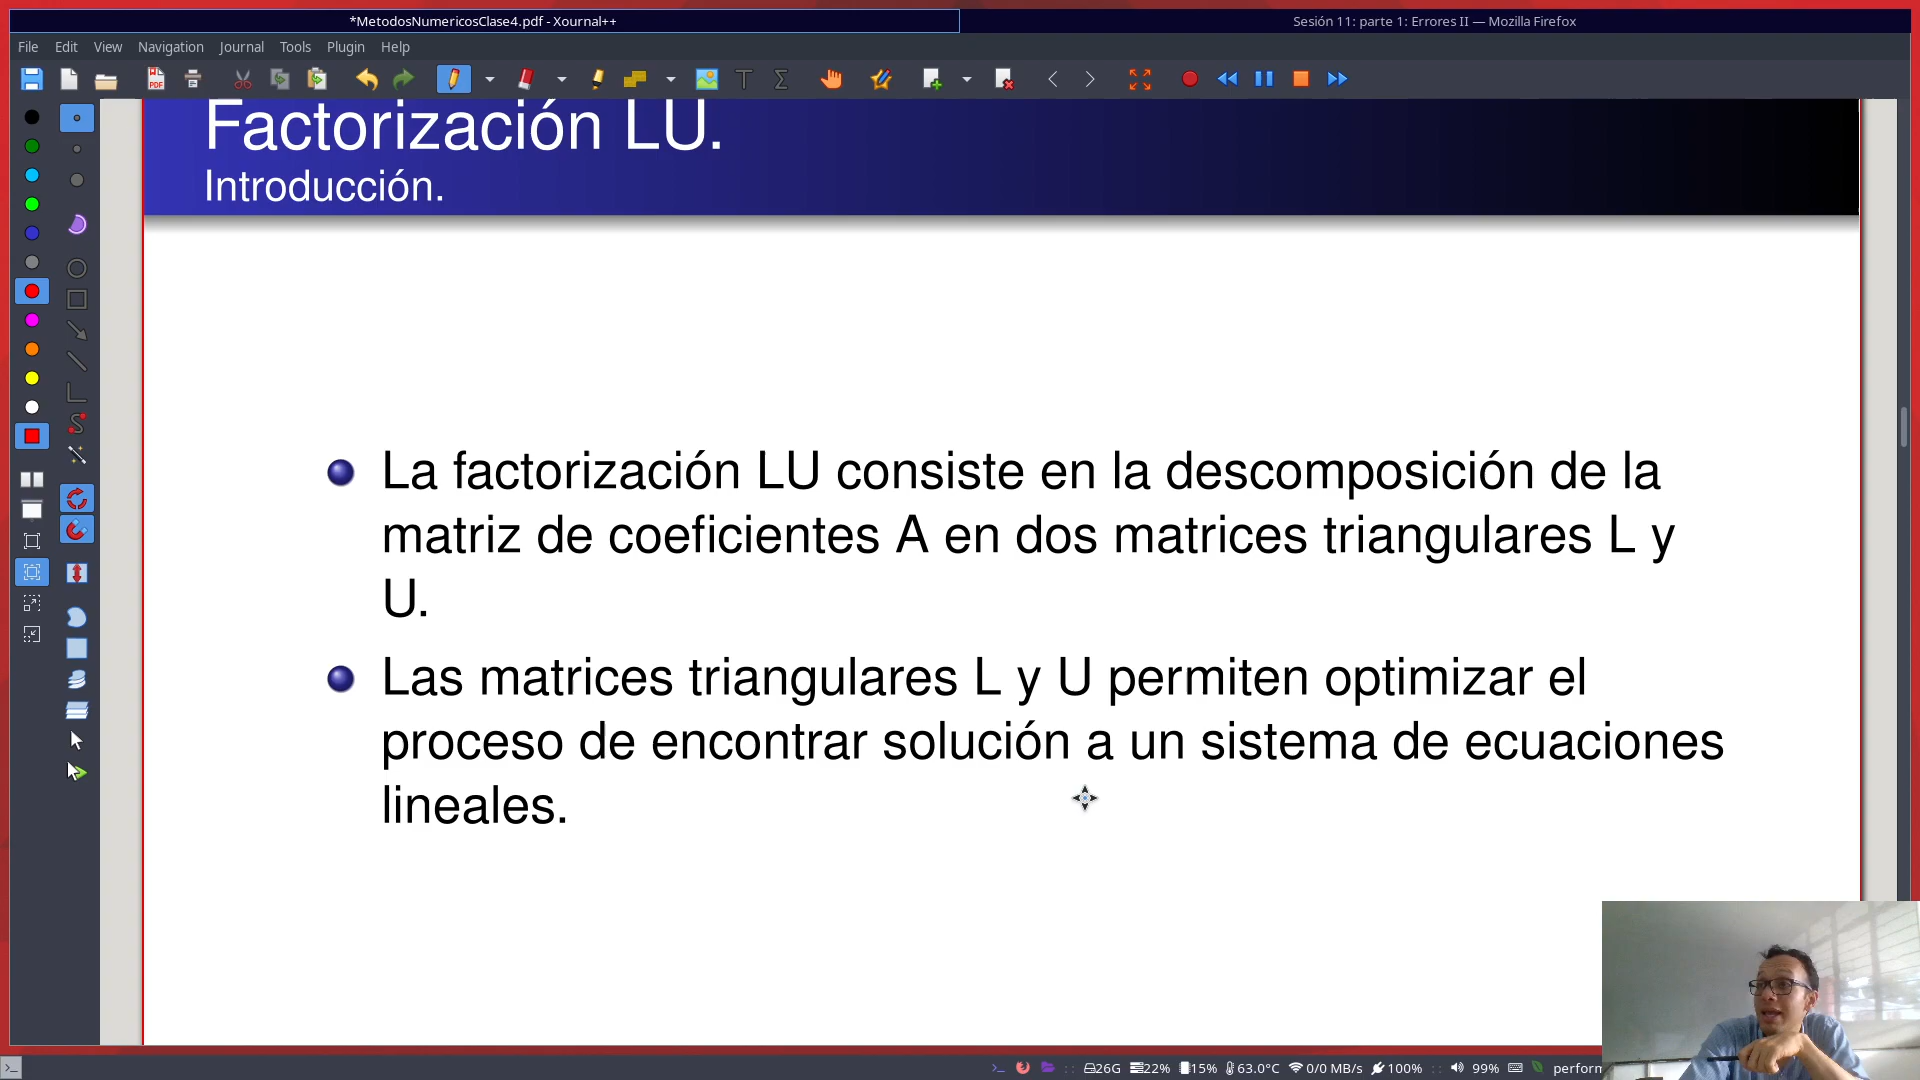 *MetodosNumericosClase4.pdf - Xournal++
Sesión 11: parte 1: Errores II — Mozilla Firefox
File Edit View Navigation Journal Tools Plugin Help
Factorización LU.
Introducción.
La factorización LU consiste en la descomposición de la
matriz de coeficientes A en dos matrices triangulares L y
U.
Las matrices triangulares L y U permiten optimizar el
proceso de encontrar solución a un sistema de ecuaciones
lineales.
26G 22% 15% 63.0°C 0/0 MB/s 100% :: 99% perform